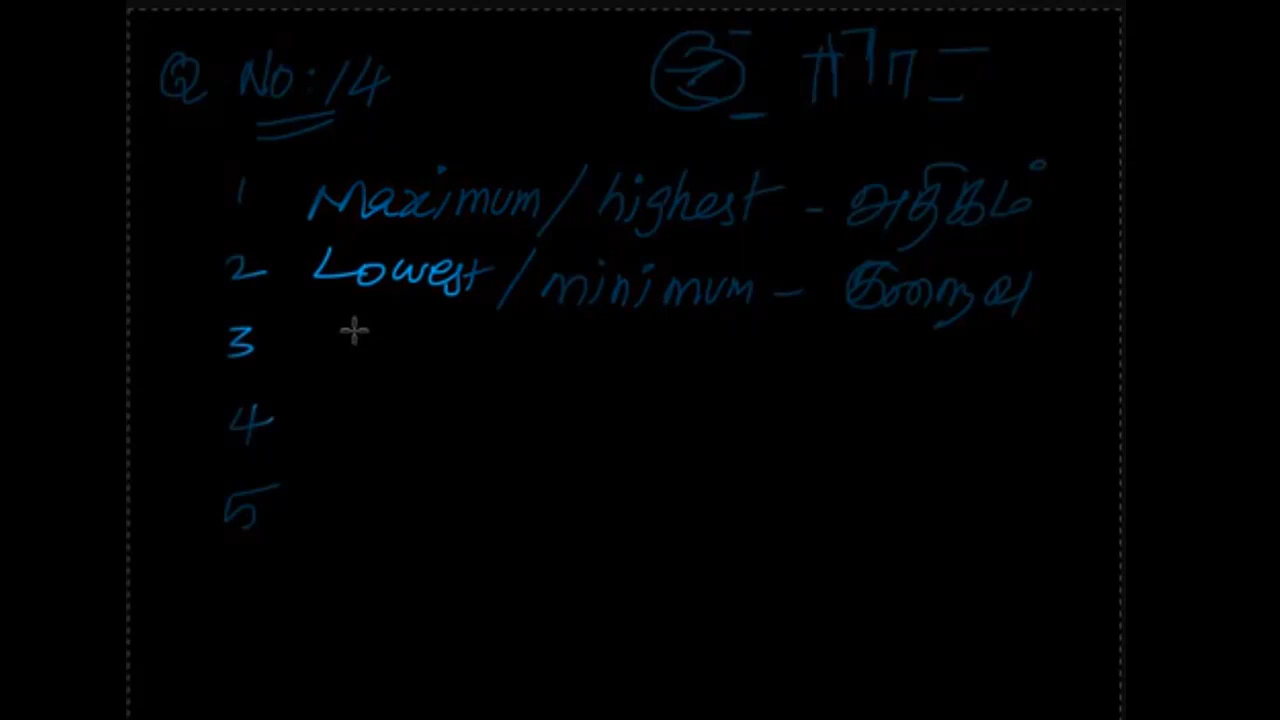 Q No: 14
1 Maximum / highest - அதிகம்
2 Lowest / minimum -
3
4
5